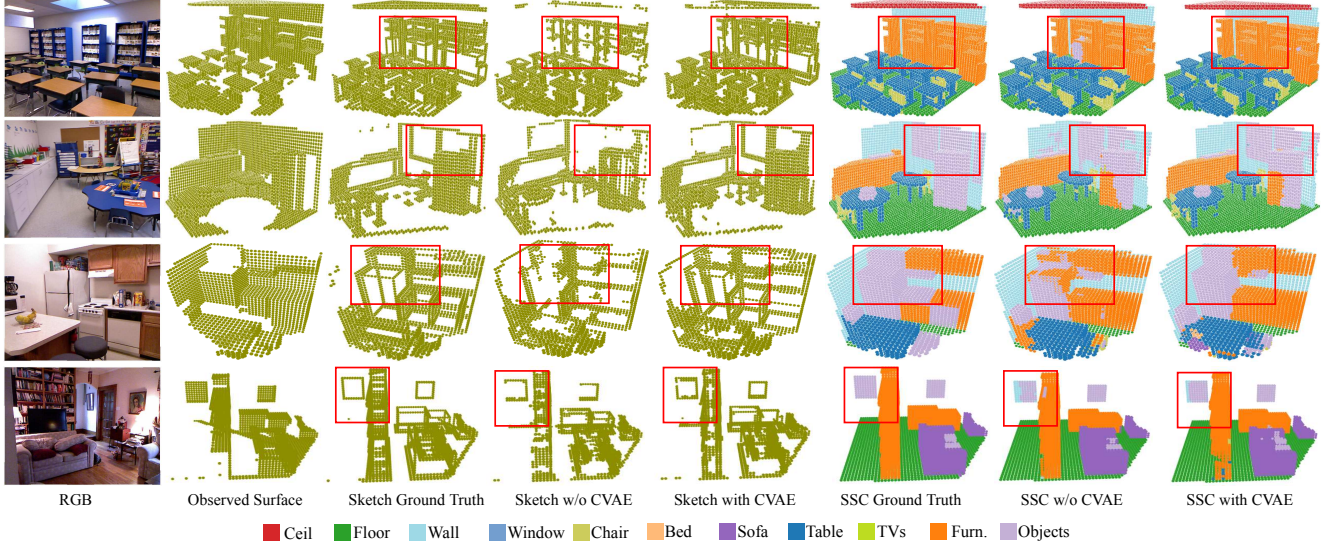 RGB Observed Surface Sketch Ground Truth Sketch w/o CVAE Sketch with CVAE SSC Ground Truth SSC w/o CVAE SSC with CVAE
Ceil Floor Wall Window Chair Bed Sofa Table TVs Furn. Objects